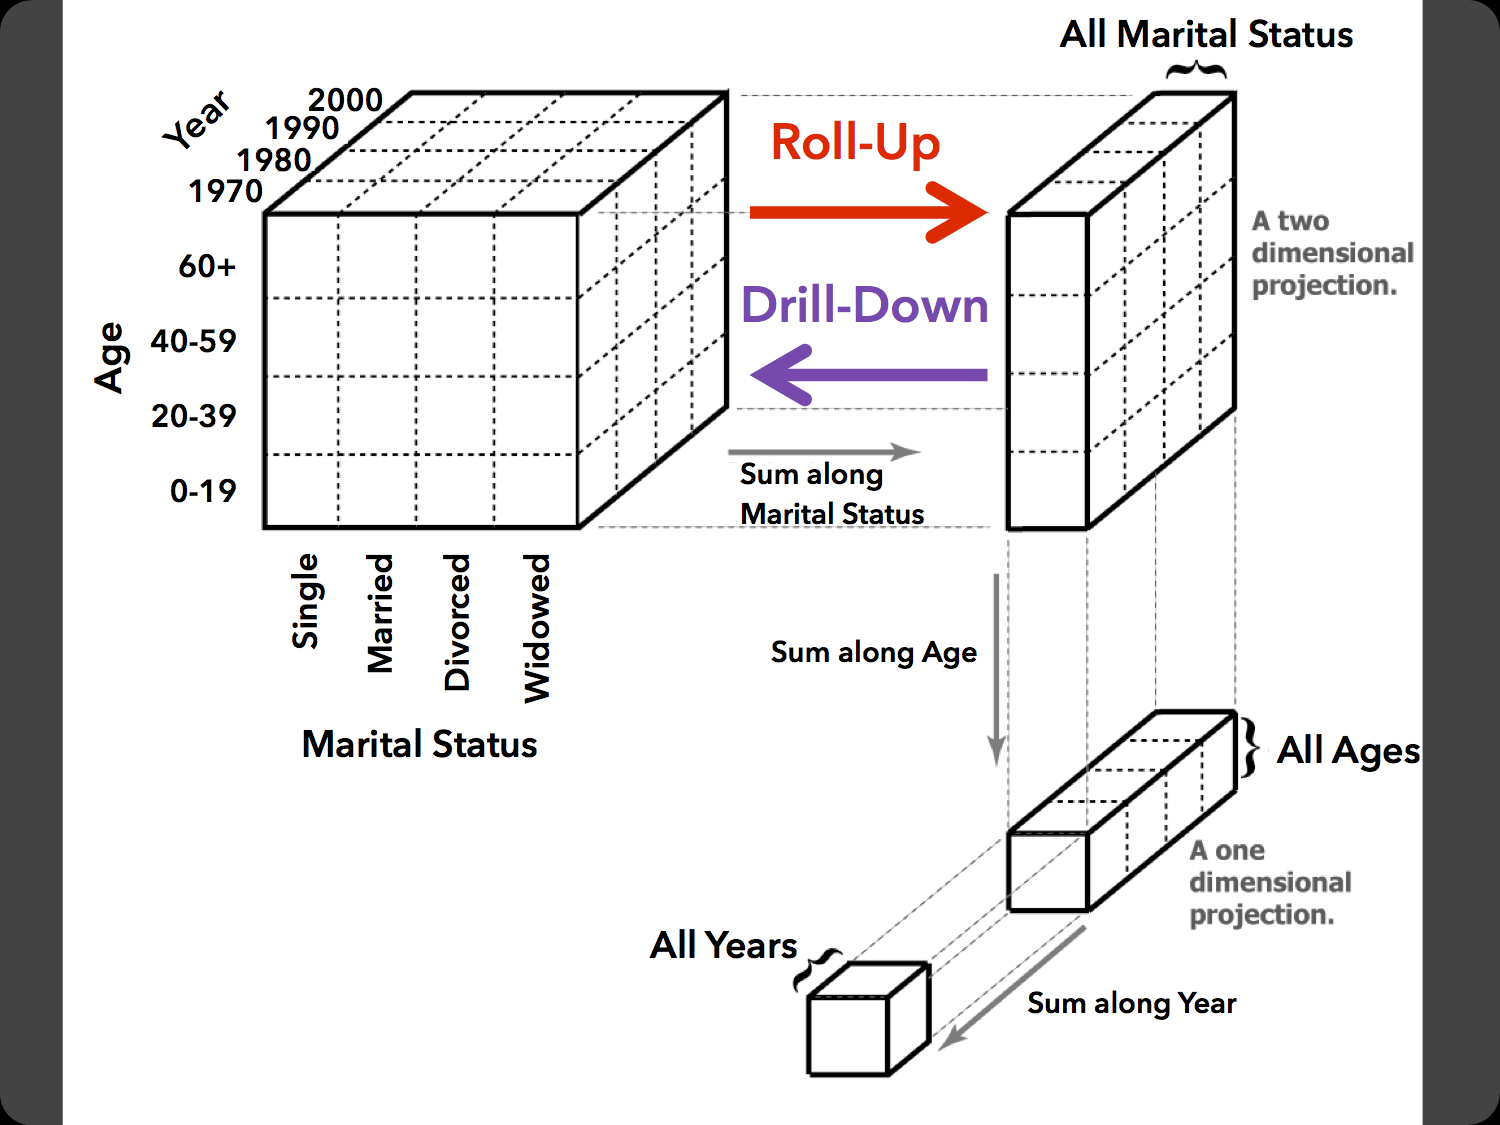 All Marital Status
Year
2000
1990
1980
1970
Roll-Up
A two
dimensional
projection.
Drill-Down
Age
60+
40-59
20-39
0-19
Sum along
Marital Status
Single
Married
Divorced
Widowed
Marital Status
Sum along Age
All Ages
A one
dimensional
projection.
All Years
Sum along Year